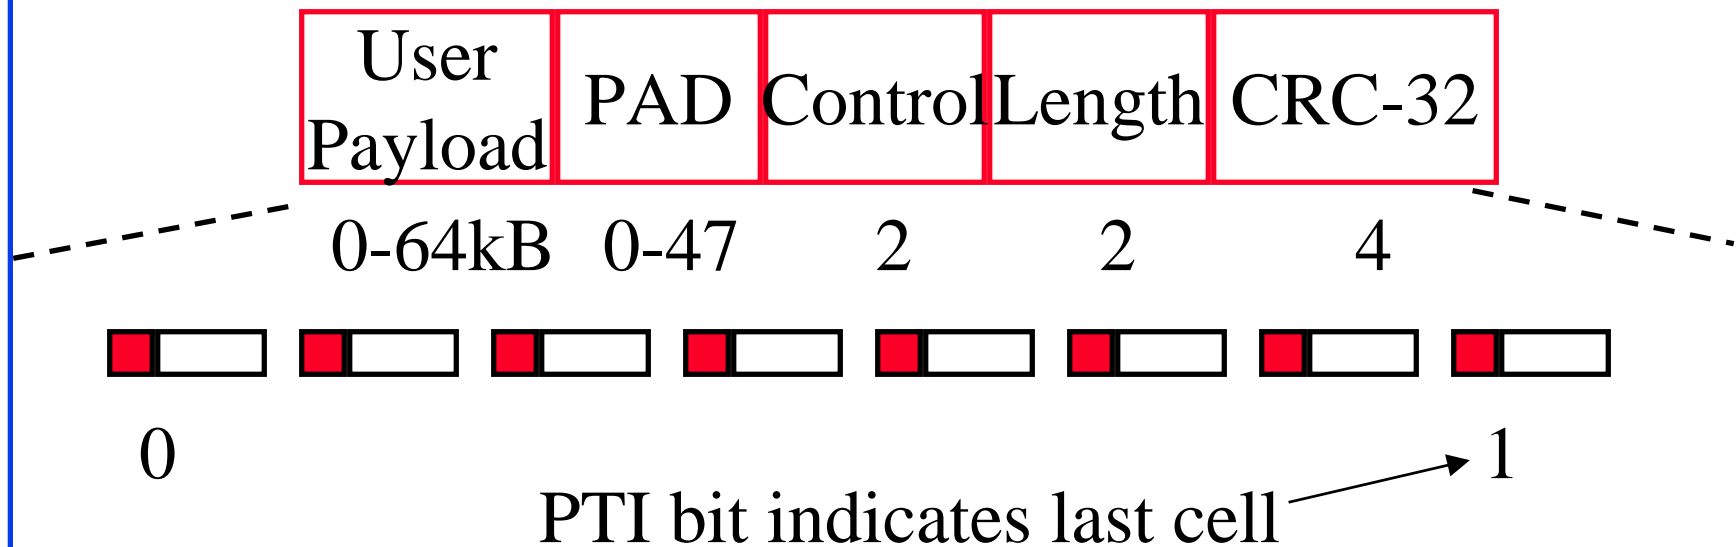 User
Payload
PAD
Control
Length
CRC-32
0-64kB
0-47
2
2
4
0
1
PTI bit indicates last cell